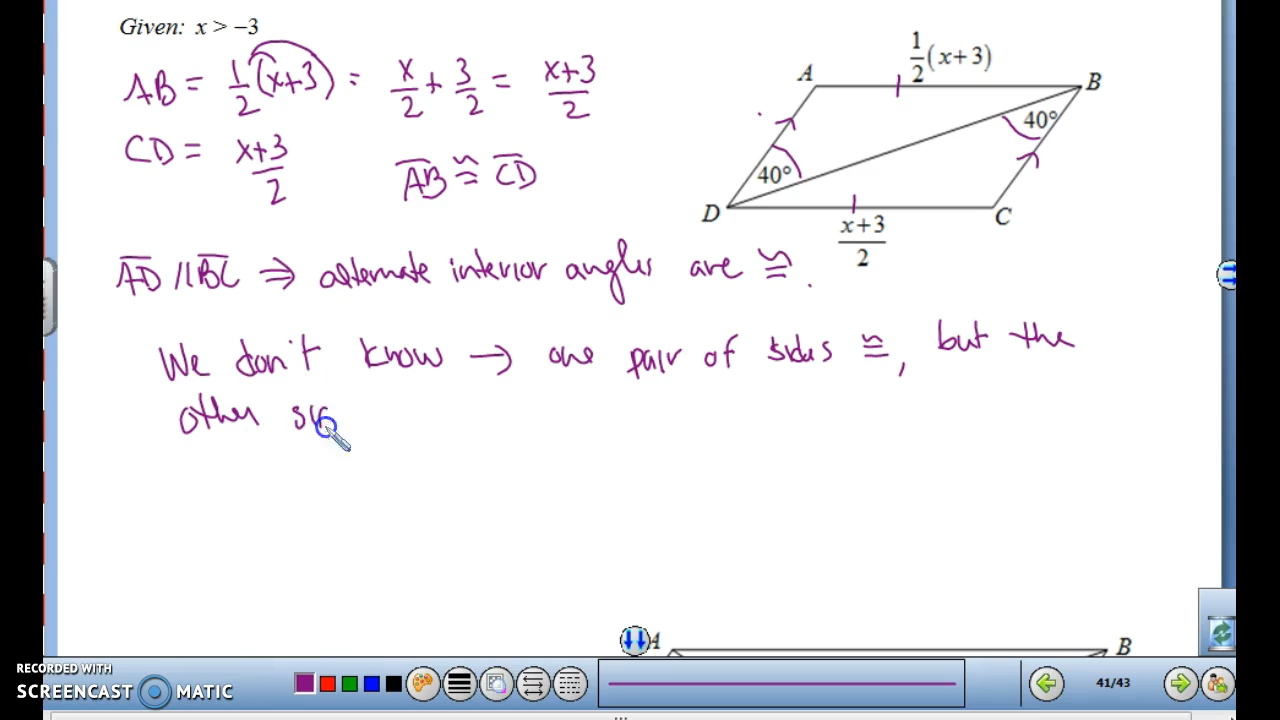 Given: x > −3
AB = 1/2 (x+3) = x/2 + 3/2 = x+3/2
CD = x+3/2
AB ≅ CD
1/2 (x+3)
A
B
40°
40°
D
C
x+3/2
AD // BC ⇒ alternate interior angles are ≅.
We don't know → one pair of sides ≅, but the
other
A
B
RECORDED WITH
SCREENCAST MATIC
41/43